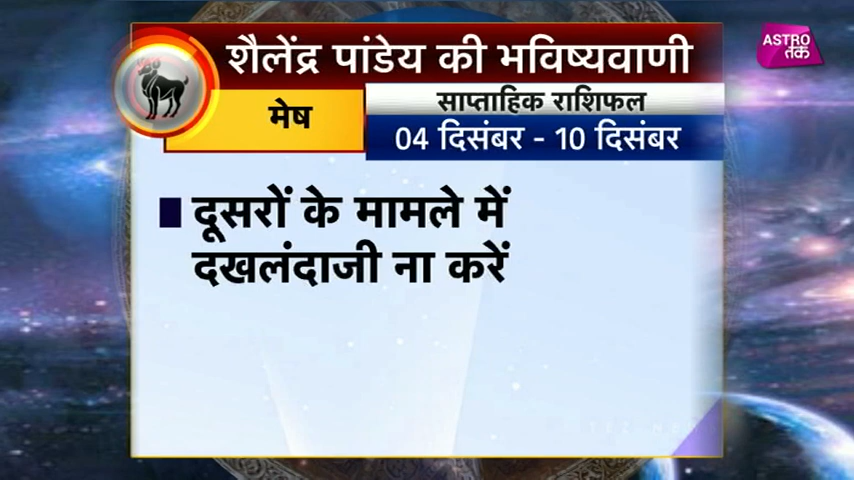 शैलेंद्र पांडेय की भविष्यवाणी
ASTRO
तक
मेष
साप्ताहिक राशिफल
04 दिसंबर - 10 दिसंबर
दूसरों के मामले में
दखलंदाजी ना करें